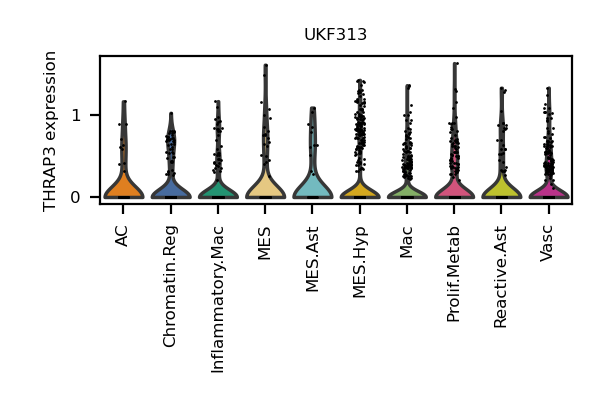 UKF313
THRAP3 expression
1
0
AC
Chromatin.Reg
Inflammatory.Mac
MES
MES.Ast
MES.Hyp
Mac
Prolif.Metab
Reactive.Ast
Vasc